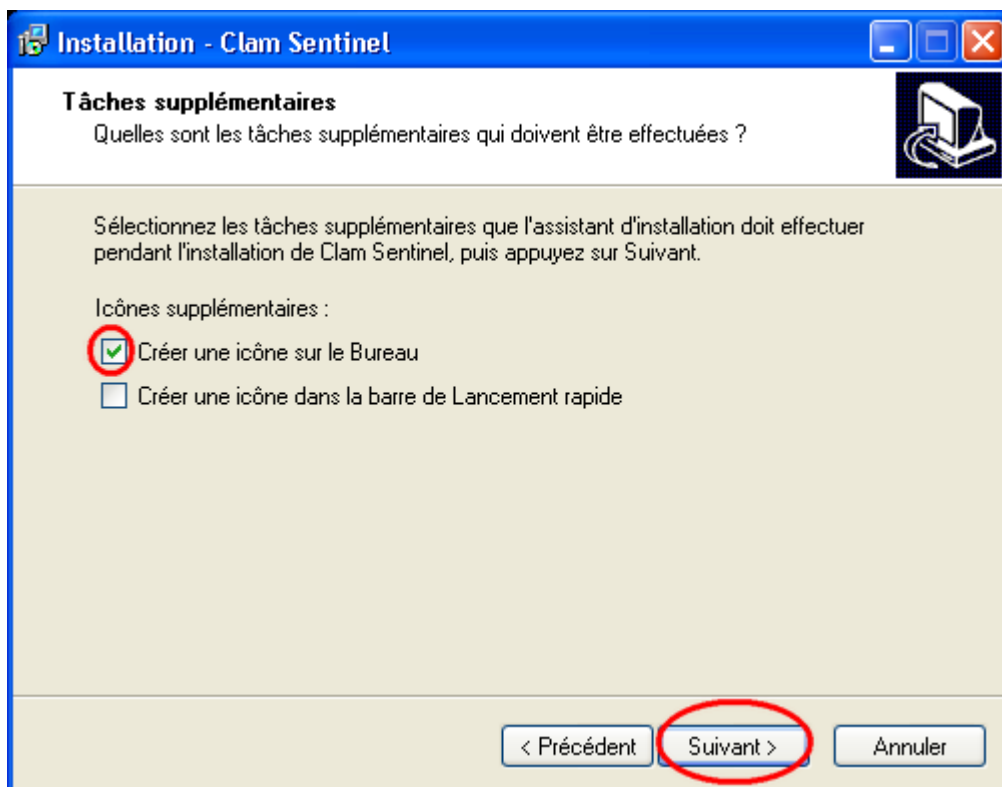 Installation - Clam Sentinel
Tâches supplémentaires
Quelles sont les tâches supplémentaires qui doivent être effectuées ?
Sélectionnez les tâches supplémentaires que l'assistant d'installation doit effectuer
pendant l'installation de Clam Sentinel, puis appuyez sur Suivant.
Icônes supplémentaires :
Créer une icône sur le Bureau
Créer une icône dans la barre de Lancement rapide
< Précédent
Suivant >
Annuler